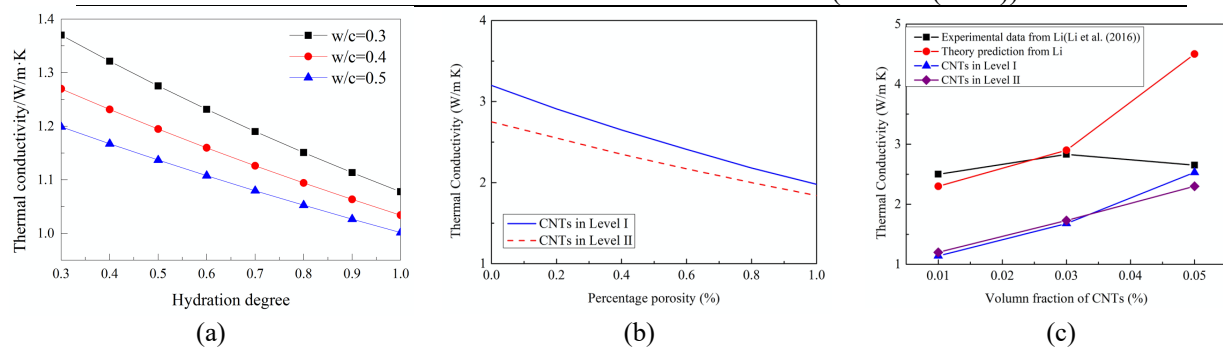 1.4
1.3
1.2
1.1
1.0
0.3 0.4 0.5 0.6 0.7 0.8 0.9 1.0
Thermal conductivity/W/m·K
Hydration degree
w/c=0.3
w/c=0.4
w/c=0.5
(a)
4
3
2
1
0.0 0.2 0.4 0.6 0.8 1.0
Thermal Conductivity (W/m K)
Percentage porosity (%)
CNTs in Level I
CNTs in Level II
(b)
5
4
3
2
1
0.01 0.02 0.03 0.04 0.05
Thermal Conductivity (W/m K)
Volumn fraction of CNTs (%)
Experimental data from Li(Li et al. (2016))
Theory prediction from Li
CNTs in Level I
CNTs in Level II
(c)